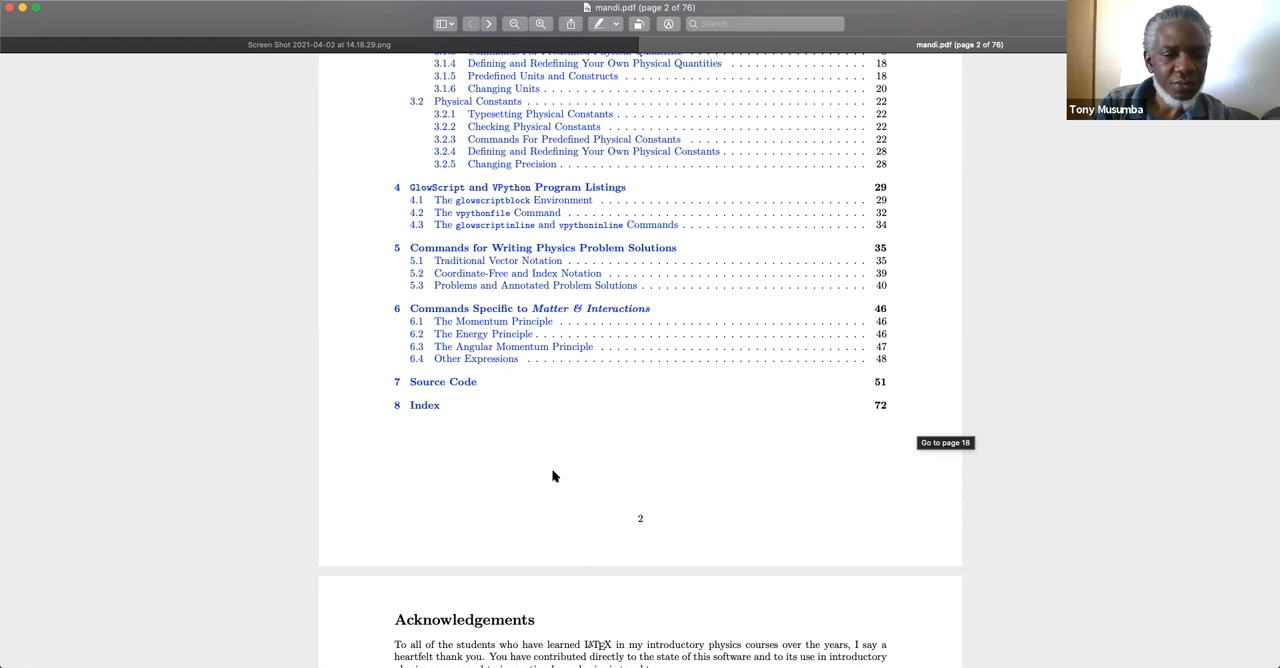 mandi.pdf (page 2 of 76)
Search
Screen Shot 2021-04-02 at 14.18.29.png
mandi.pdf (page 2 of 76)
Tony Musumba
3.1.4 Defining and Redefining Your Own Physical Quantities 18
3.1.5 Predefined Units and Constructs 18
3.1.6 Changing Units 20
3.2 Physical Constants 22
3.2.1 Typesetting Physical Constants 22
3.2.2 Checking Physical Constants 22
3.2.3 Commands For Predefined Physical Constants 22
3.2.4 Defining and Redefining Your Own Physical Constants 28
3.2.5 Changing Precision 28
4 GlowScript and VPython Program Listings 29
4.1 The glowscriptblock Environment 29
4.2 The vpythonfile Command 32
4.3 The glowscriptinline and vpythoninline Commands 34
5 Commands for Writing Physics Problem Solutions 35
5.1 Traditional Vector Notation 35
5.2 Coordinate-Free and Index Notation 39
5.3 Problems and Annotated Problem Solutions 40
6 Commands Specific to Matter & Interactions 46
6.1 The Momentum Principle 46
6.2 The Energy Principle 46
6.3 The Angular Momentum Principle 47
6.4 Other Expressions 48
7 Source Code 51
8 Index 72
Go to page 18
2
Acknowledgements
To all of the students who have learned LATEX in my introductory physics courses over the years, I say a
heartfelt thank you. You have contributed directly to the state of this software and to its use in introductory